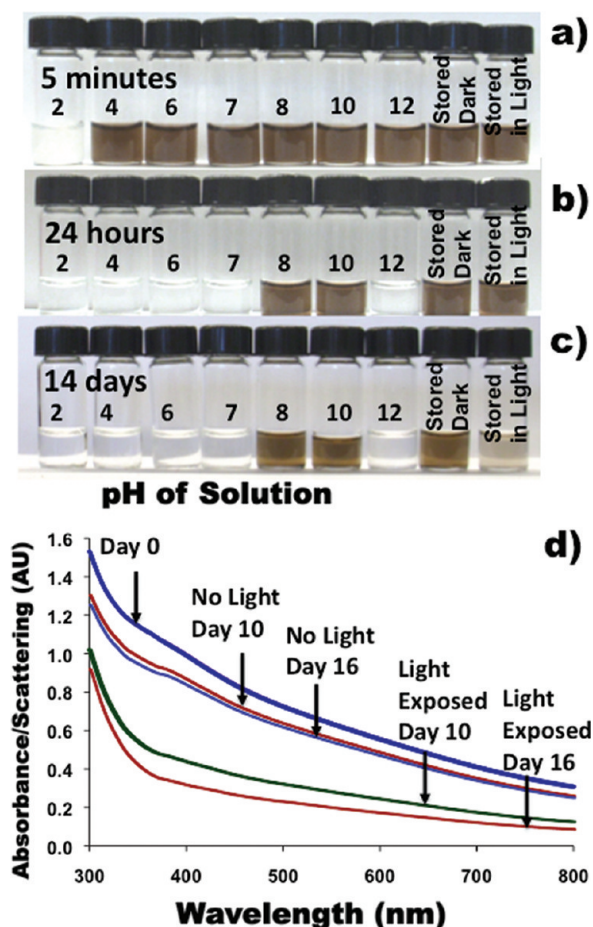 a)
5 minutes
2 4 6 7 8 10 12 Stored Dark Stored in Light
b)
24 hours
2 4 6 7 8 10 12 Stored Dark Stored in Light
c)
14 days
2 4 6 7 8 10 12 Stored Dark Stored in Light
pH of Solution
d)
Absorbance/Scattering (AU)
1.6
1.4
1.2
1.0
0.8
0.6
0.4
0.2
0.0
Day 0
No Light
Day 10
No Light
Day 16
Light
Exposed
Day 10
Light
Exposed
Day 16
300 400 500 600 700 800
Wavelength (nm)